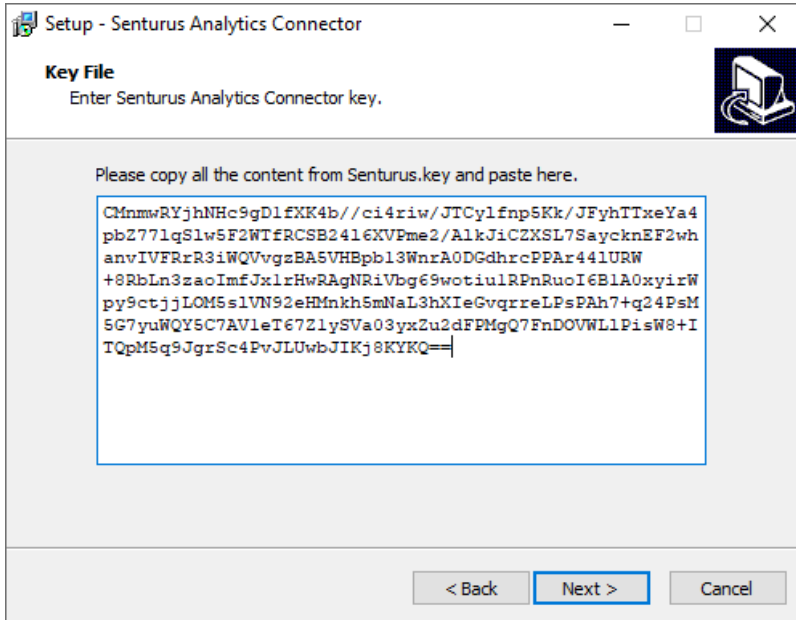 Setup - Senturus Analytics Connector
Key File
Enter Senturus Analytics Connector key.
Please copy all the content from Senturus.key and paste here.
CMnmwRYjhNHc9gDlfXK4b//ci4riw/JTCylfnp5Kk/JFyhTTxeYa4
pbZ77lqSlw5F2WTfRCSB24l6XVPme2/AlkJiCZXSL7SaycknEF2wh
anvIVFRrR3iWQVvgzBA5VHBpbl3WnrA0DGdhrcPPAr44lURW
+8RbLn3zaoImfJxlrHwRAgNRiVbg69wotiulRPnRuoI6BlA0xyirW
py9ctjjLOM5slVN92eHMnkh5mNaL3hXIeGvqrreLPsPAh7+q24PsM
5G7yuWQY5C7AVleT67ZlySVa03yxZu2dFPMgQ7FnDOVWLlPisW8+I
TQpM5q9JgrSc4PvJLUwbJIKj8KYKQ==
< Back
Next >
Cancel